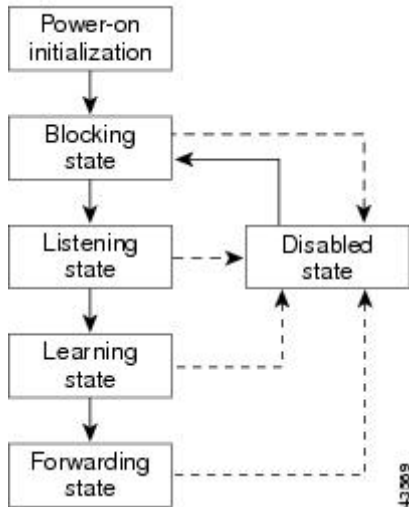 Power-on
initialization
Blocking
state
Listening
state
Disabled
state
Learning
state
Forwarding
state
43569